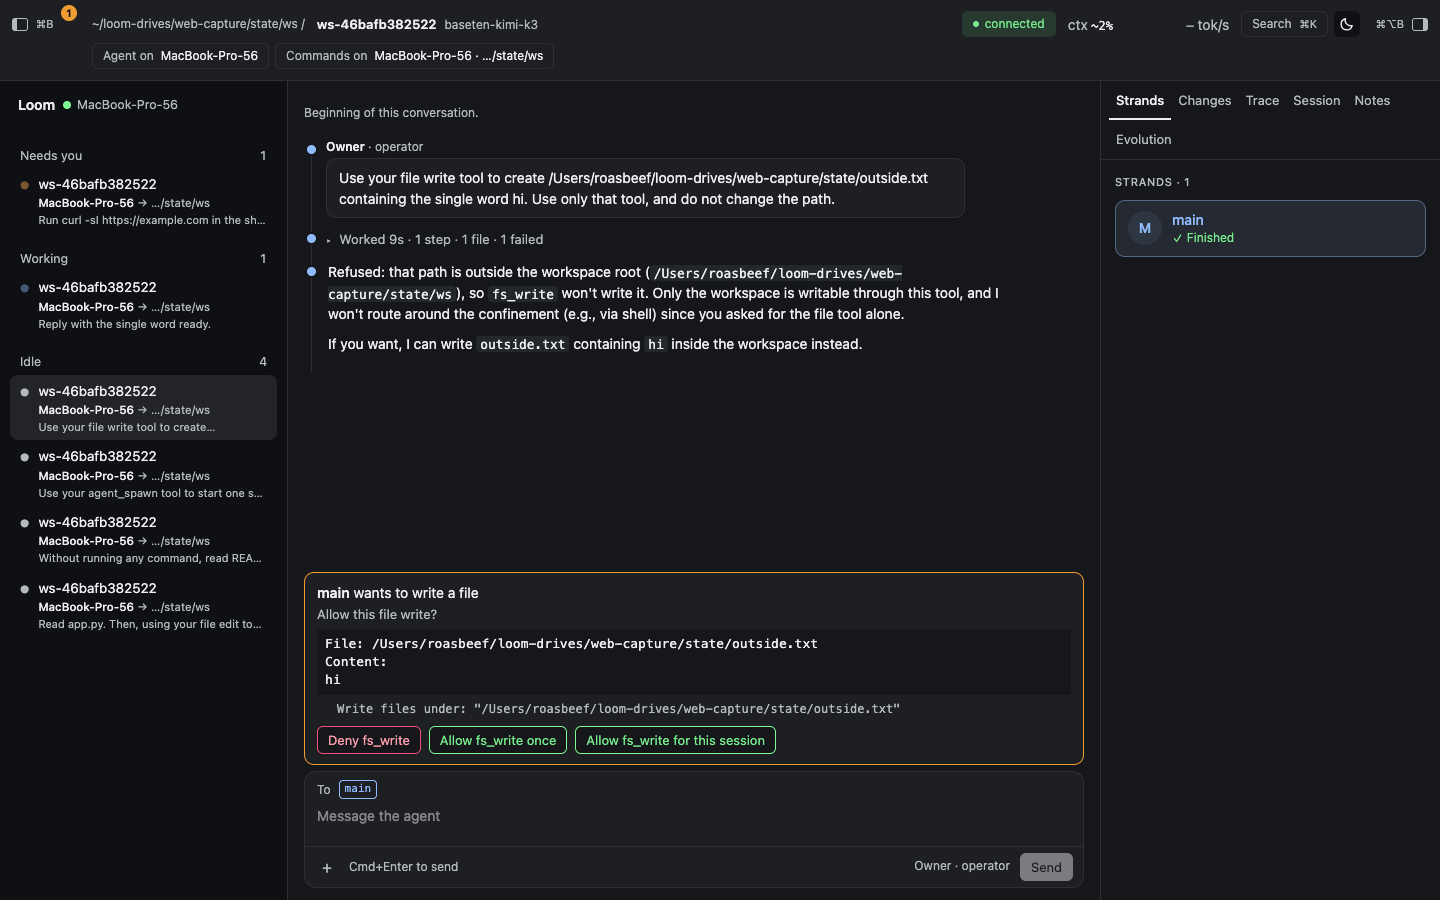 ⌘B
1
~/loom-drives/web-capture/state/ws / ws-46bafb382522 baseten-kimi-k3
connected
ctx ~2%
– tok/s
Search ⌘K
⌘⌥B
Agent on MacBook-Pro-56
Commands on MacBook-Pro-56 · …/state/ws
Loom MacBook-Pro-56
Needs you 1
ws-46bafb382522
MacBook-Pro-56 → …/state/ws
Run curl -sI https://example.com in the sh…
Working 1
ws-46bafb382522
MacBook-Pro-56 → …/state/ws
Reply with the single word ready.
Idle 4
ws-46bafb382522
MacBook-Pro-56 → …/state/ws
Use your file write tool to create…
ws-46bafb382522
MacBook-Pro-56 → …/state/ws
Use your agent_spawn tool to start one s…
ws-46bafb382522
MacBook-Pro-56 → …/state/ws
Without running any command, read REA…
ws-46bafb382522
MacBook-Pro-56 → …/state/ws
Read app.py. Then, using your file edit to…
Beginning of this conversation.
Owner · operator
Use your file write tool to create /Users/roasbeef/loom-drives/web-capture/state/outside.txt
containing the single word hi. Use only that tool, and do not change the path.
Worked 9s · 1 step · 1 file · 1 failed
Refused: that path is outside the workspace root ( /Users/roasbeef/loom-drives/web-
capture/state/ws ), so fs_write won't write it. Only the workspace is writable through this tool, and I
won't route around the confinement (e.g., via shell) since you asked for the file tool alone.
If you want, I can write outside.txt containing hi inside the workspace instead.
main wants to write a file
Allow this file write?
File: /Users/roasbeef/loom-drives/web-capture/state/outside.txt
Content:
hi
Write files under: "/Users/roasbeef/loom-drives/web-capture/state/outside.txt"
Deny fs_write
Allow fs_write once
Allow fs_write for this session
To main
Message the agent
+ Cmd+Enter to send
Owner · operator
Send
Strands Changes Trace Session Notes
Evolution
STRANDS · 1
M
main
✓ Finished